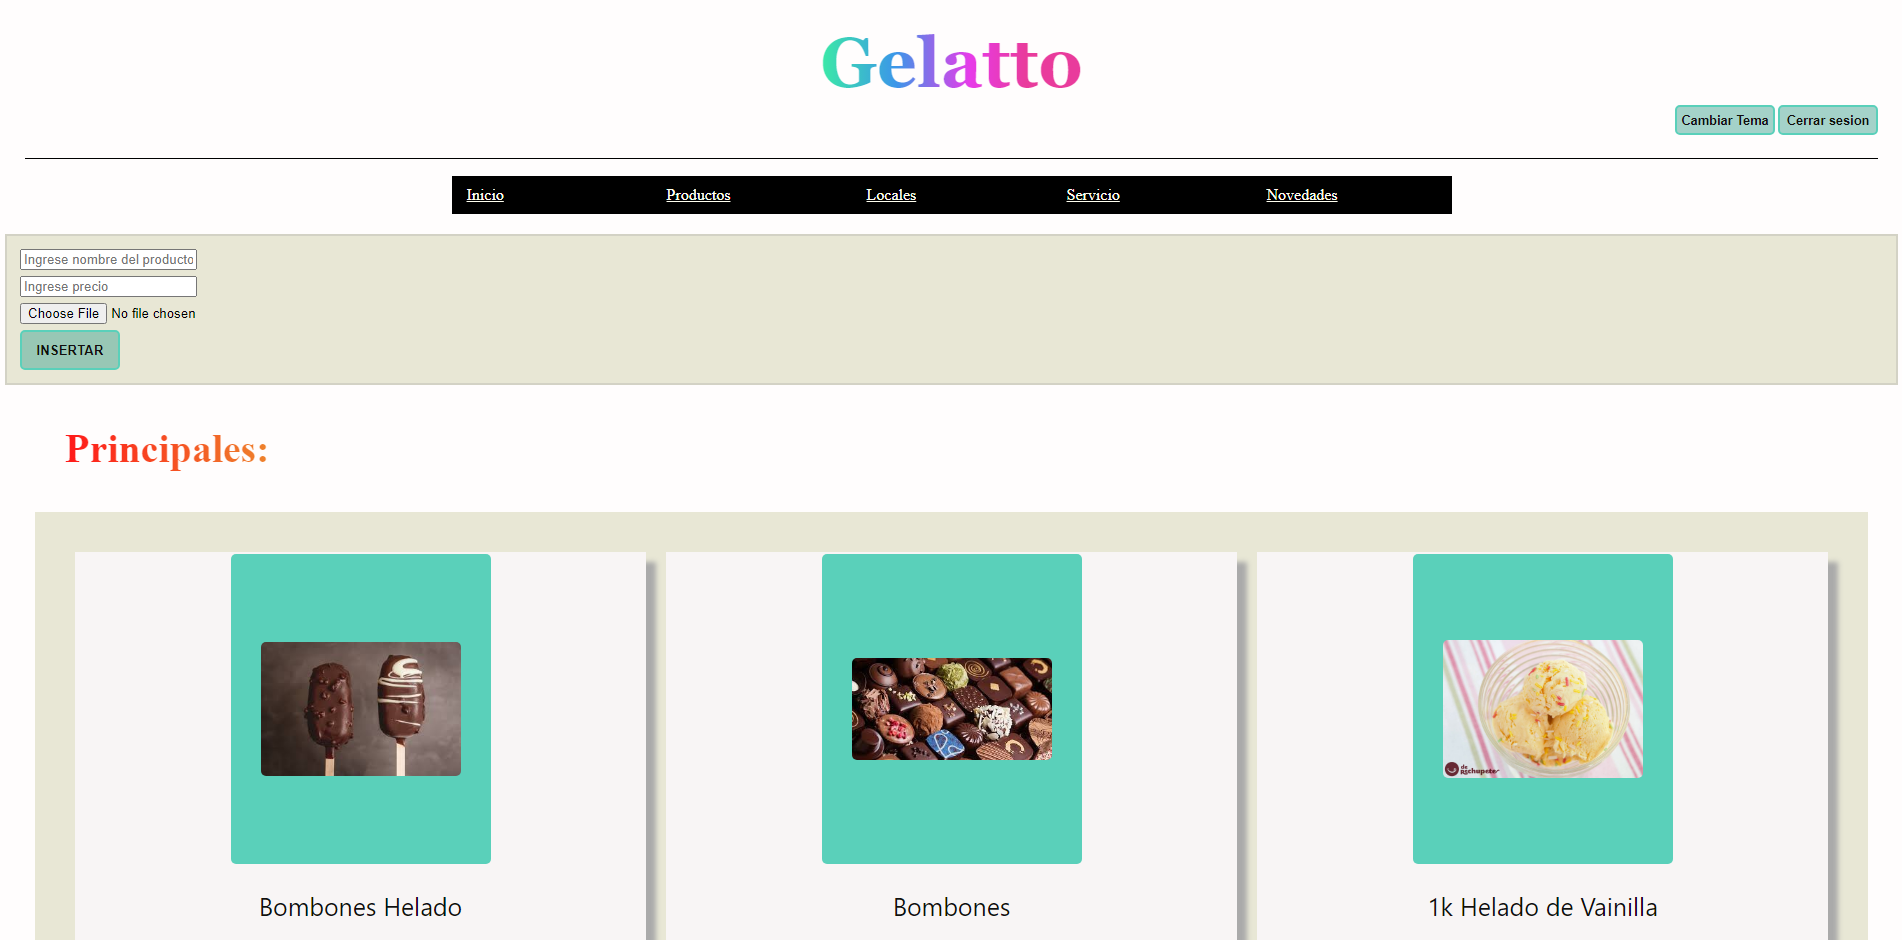 Gelatto
Cambiar Tema Cerrar sesion
Inicio Productos Locales Servicio Novedades
Ingrese nombre del producto
Ingrese precio
Choose File No file chosen
INSERTAR
Principales:
Bombones Helado
Bombones
1k Helado de Vainilla